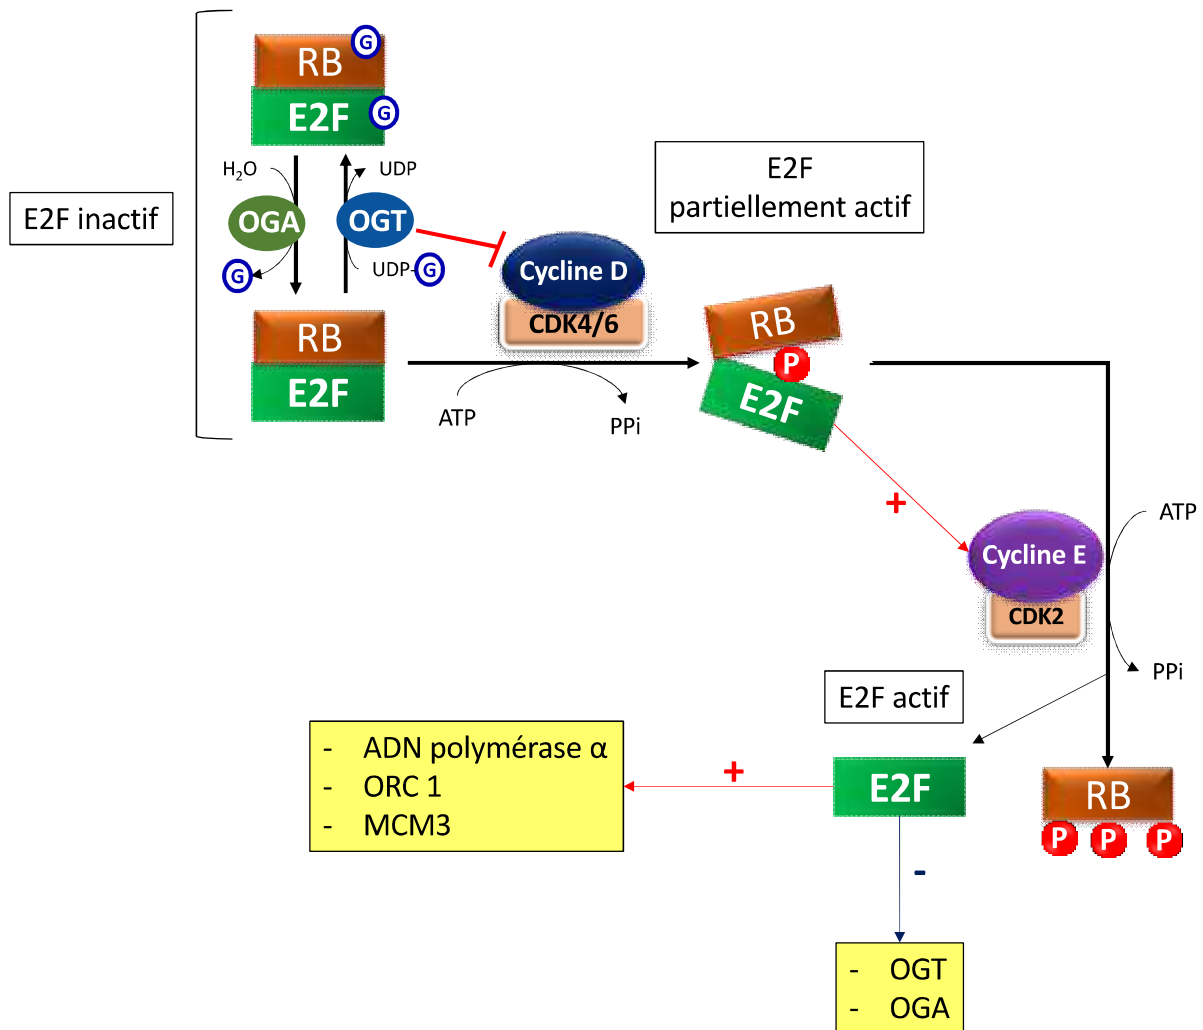 RB
G
E2F
G
H2O
UDP
OGA
OGT
G
UDP-G
E2F inactif
RB
E2F
E2F
partiellement actif
Cycline D
CDK4/6
ATP
PPi
RB
P
E2F
+
Cycline E
CDK2
ATP
PPi
E2F actif
- ADN polymérase α
- ORC 1
- MCM3
+
E2F
RB
P P P
-
- OGT
- OGA